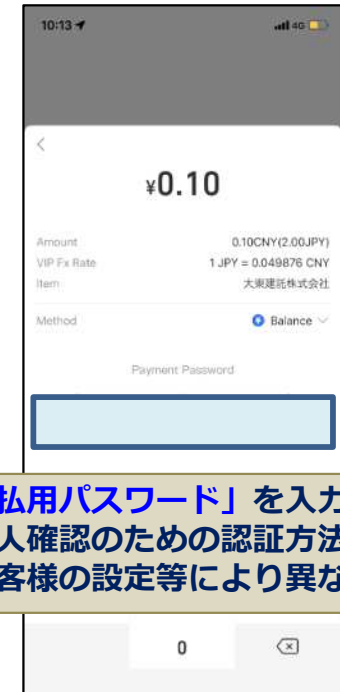 10:13
4G
¥0.10
Amount 0.10CNY(2.00JPY)
VIP Fx Rate 1 JPY = 0.049876 CNY
Item 大東建託株式会社
Method Balance
Payment Password
払用パスワード」を入力
人確認のための認証方法
客様の設定等により異な
0